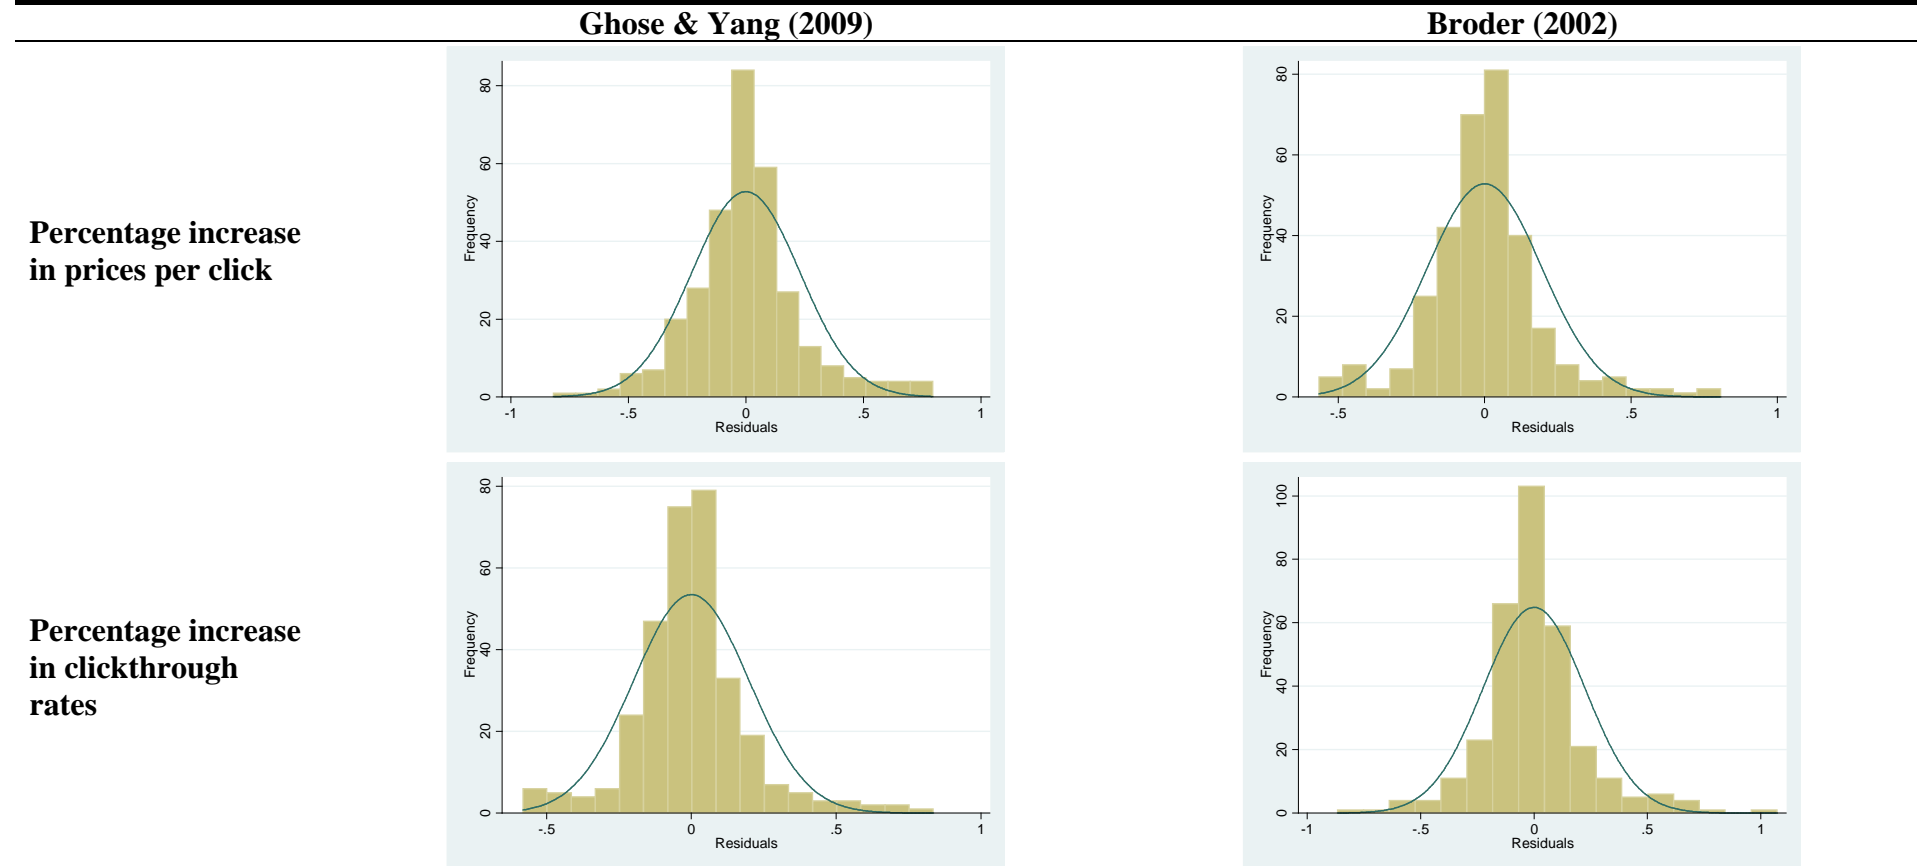 Ghose & Yang (2009) Broder (2002)
Percentage increase
in prices per click
Frequency
0 20 40 60 80
-1 -.5 0 .5 1
Residuals
Frequency
0 20 40 60 80
-.5 0 .5 1
Residuals
Percentage increase
in clickthrough
rates
Frequency
0 20 40 60 80
-.5 0 .5 1
Residuals
Frequency
0 20 40 60 80 100
-1 -.5 0 .5 1
Residuals